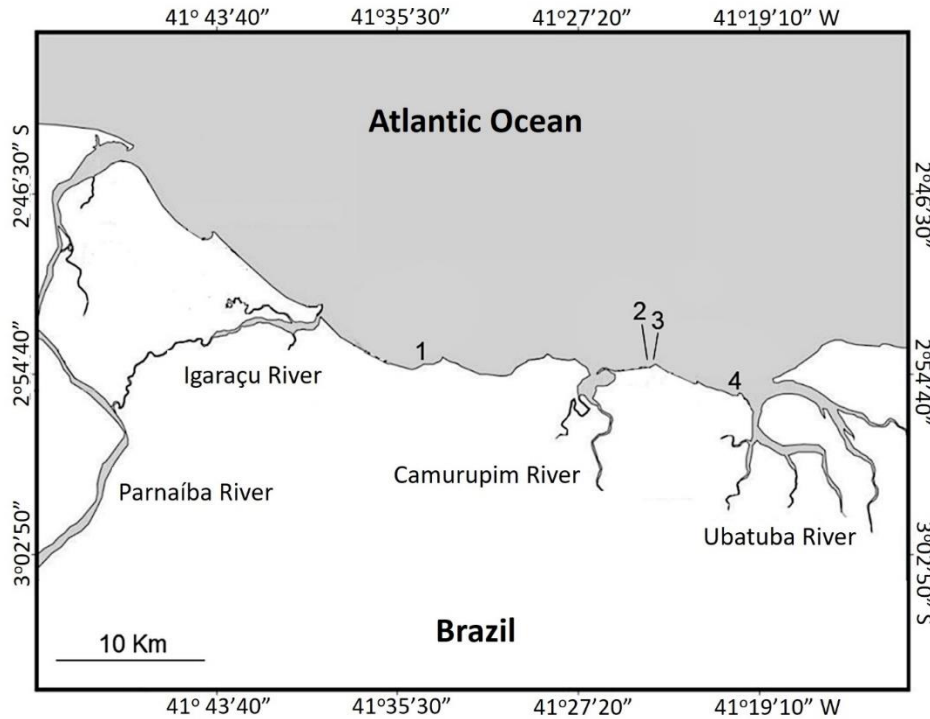 41°43’40” 41°35’30” 41°27’20” 41°19’10” W
Atlantic Ocean
2°46’30” S
2°46’30”
2
3
1
2°54’40”
2°54’40”
Igaraçu River
4
Camurupim River
Parnaíba River
Ubatuba River
3°02’50”
3°02’50” S
Brazil
10 Km
41°43’40” 41°35’30” 41°27’20” 41°19’10” W